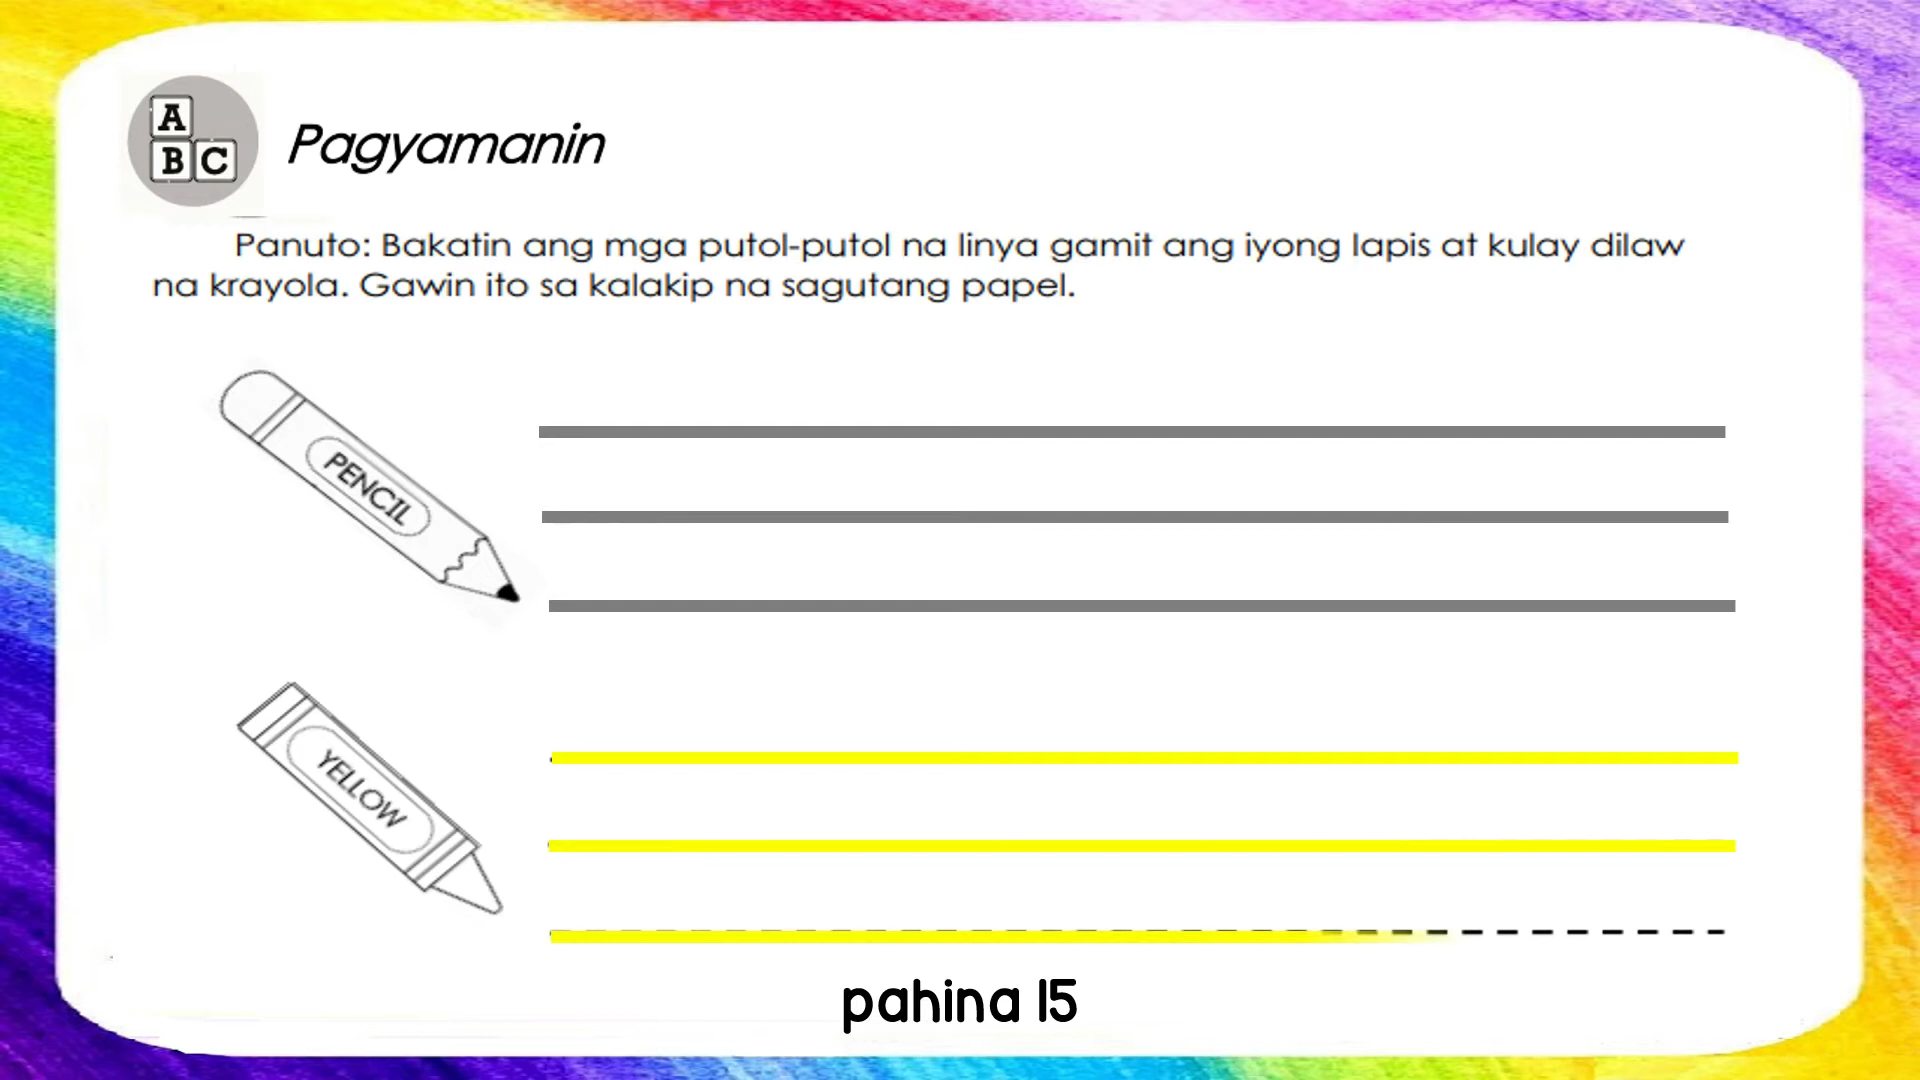 A
B C
Pagyamanin
Panuto: Bakatin ang mga putol-putol na linya gamit ang iyong lapis at kulay dilaw
na krayola. Gawin ito sa kalakip na sagutang papel.
PENCIL
YELLOW
pahina 15